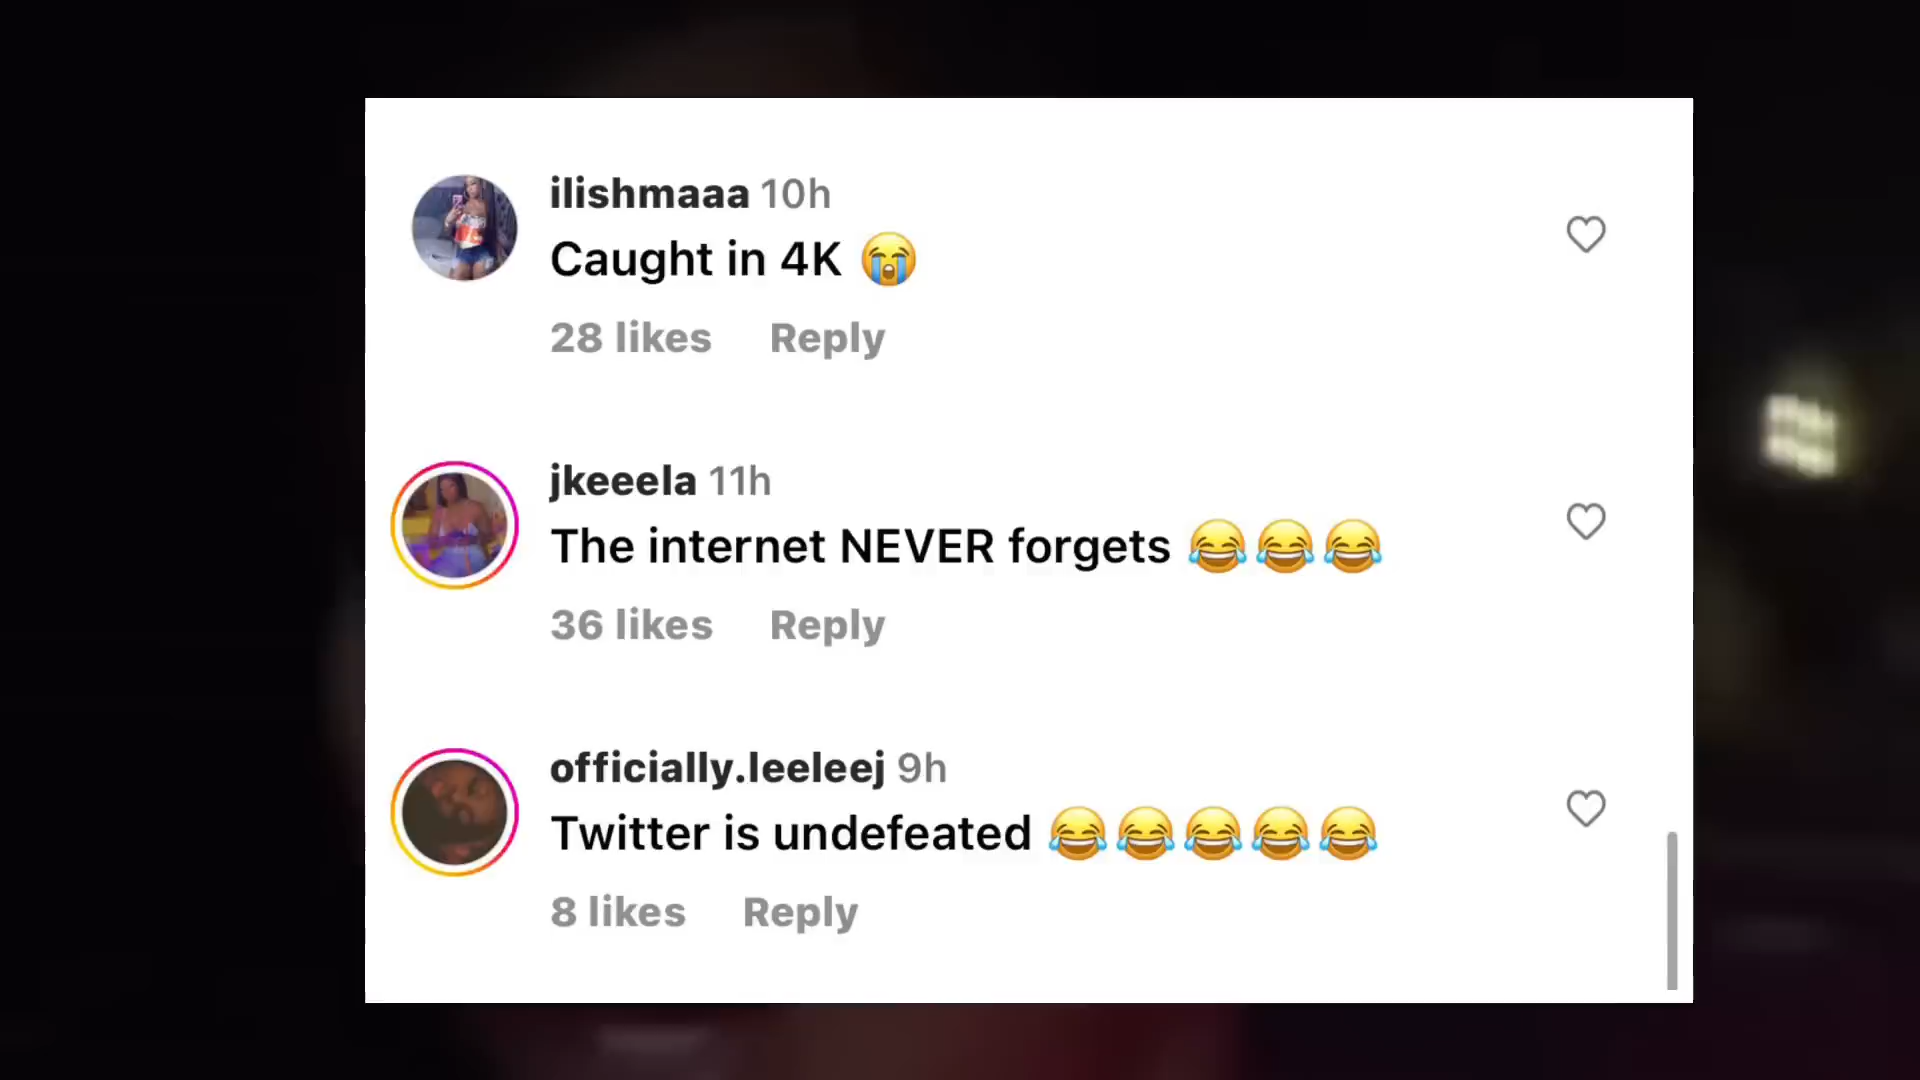 ilishmaaa 10h
Caught in 4K 😭
28 likes Reply
jkeeela 11h
The internet NEVER forgets 😂😂😂
36 likes Reply
officially.leeleej 9h
Twitter is undefeated 😂😂😂😂😂
8 likes Reply